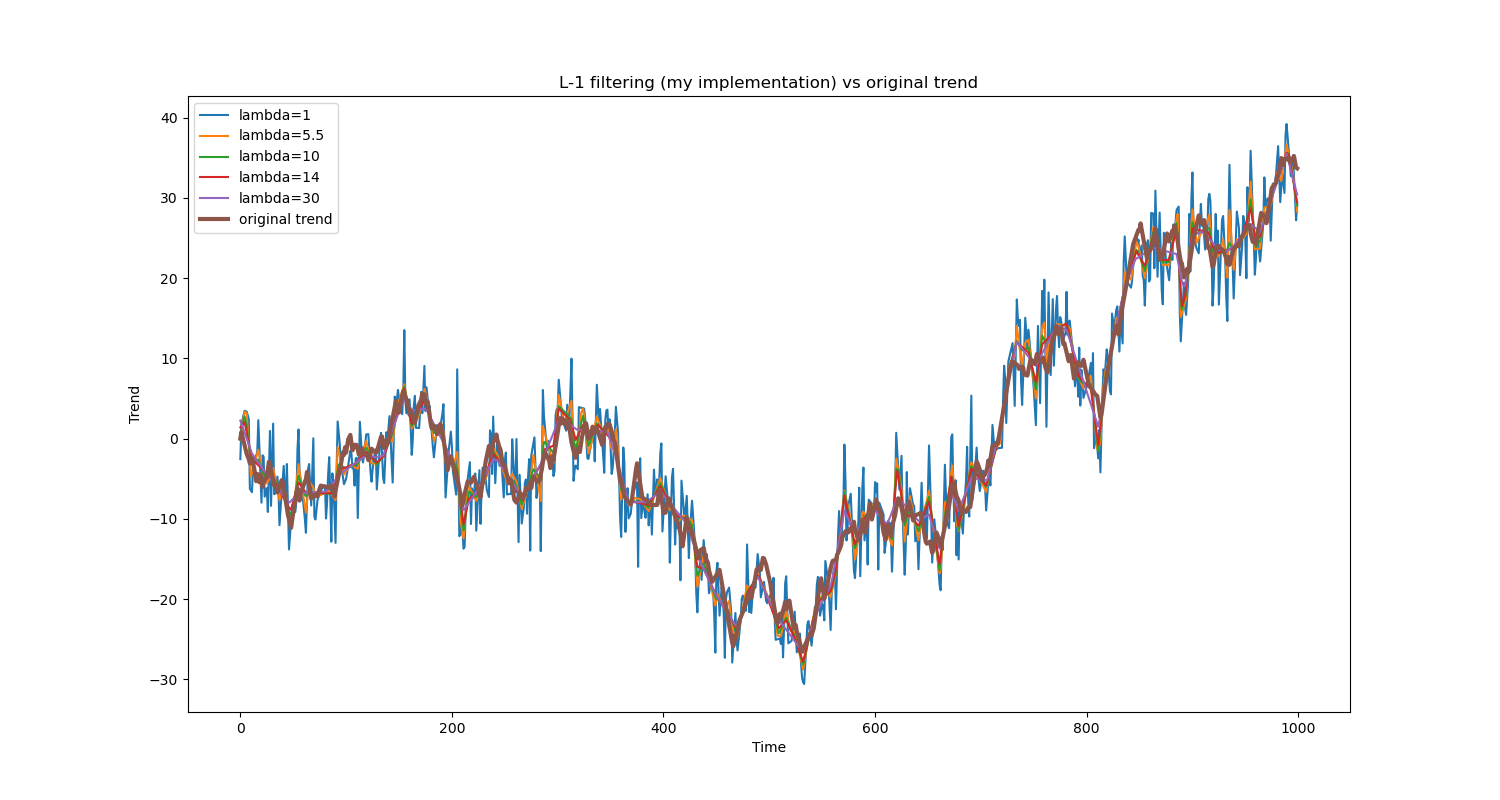 L-1 filtering (my implementation) vs original trend
lambda=1
lambda=5.5
lambda=10
lambda=14
lambda=30
original trend
40
30
20
10
0
−10
−20
−30
Trend
0 200 400 600 800 1000
Time